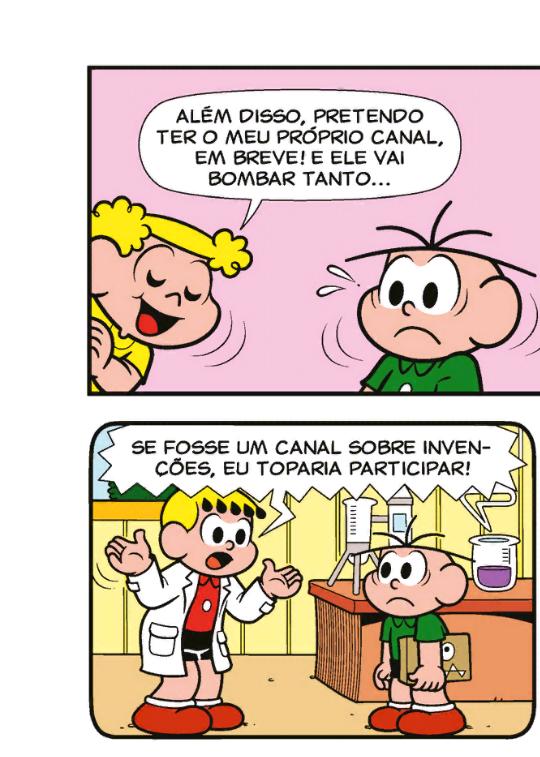 ALÉM DISSO, PRETENDO
TER O MEU PRÓPRIO CANAL,
EM BREVE! E ELE VAI
BOMBAR TANTO...
SE FOSSE UM CANAL SOBRE INVEN-
ÇÕES, EU TOPARIA PARTICIPAR!